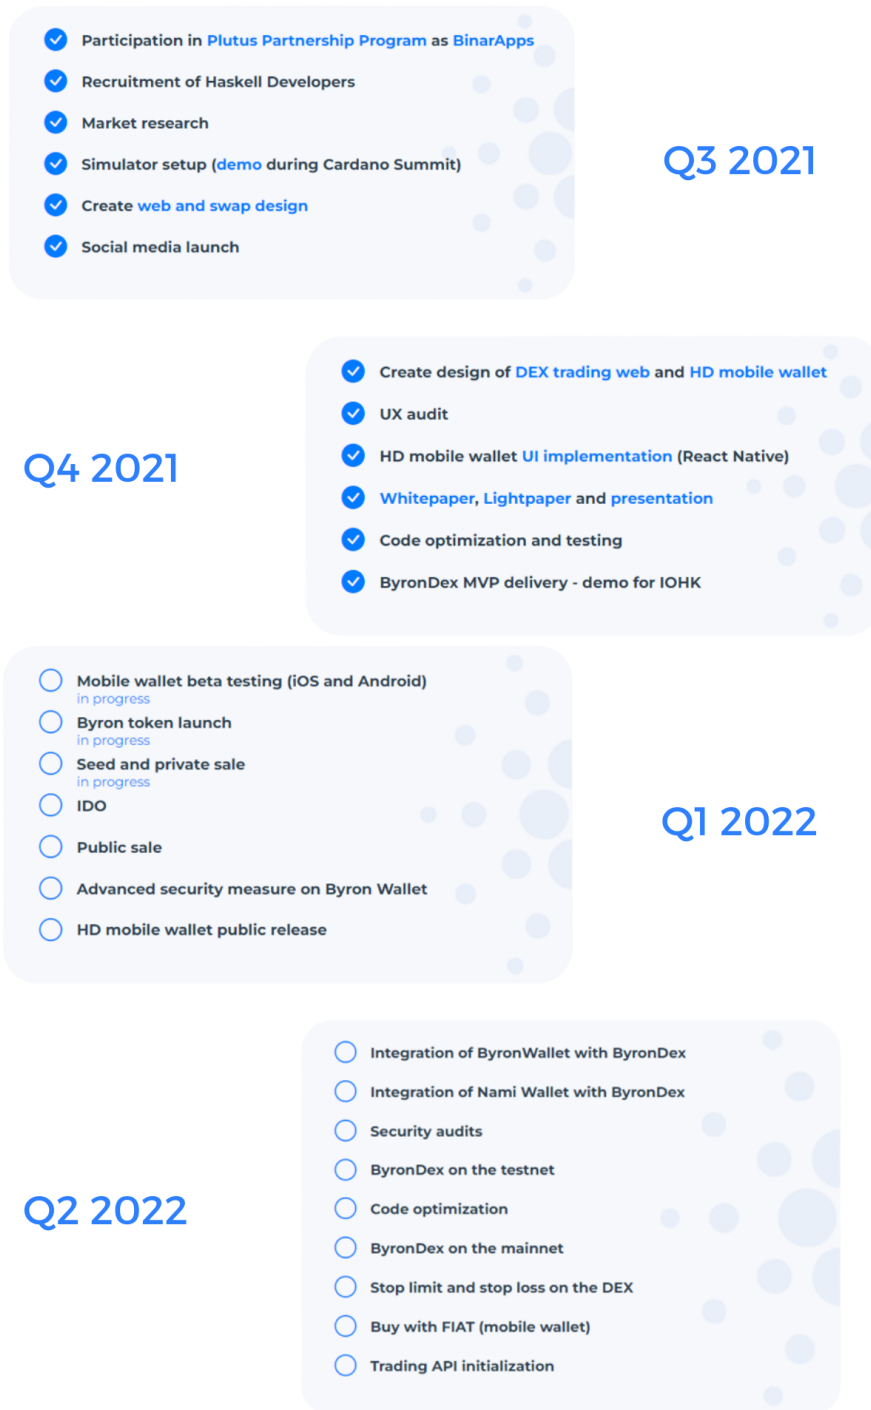 Participation in Plutus Partnership Program as BinarApps
Recruitment of Haskell Developers
Market research
Simulator setup (demo during Cardano Summit)
Create web and swap design
Social media launch
Q3 2021
Create design of DEX trading web and HD mobile wallet
UX audit
HD mobile wallet UI implementation (React Native)
Whitepaper, Lightpaper and presentation
Code optimization and testing
ByronDex MVP delivery - demo for IOHK
Q4 2021
Mobile wallet beta testing (iOS and Android)
in progress
Byron token launch
in progress
Seed and private sale
in progress
IDO
Public sale
Advanced security measure on Byron Wallet
HD mobile wallet public release
Q1 2022
Integration of ByronWallet with ByronDex
Integration of Nami Wallet with ByronDex
Security audits
ByronDex on the testnet
Code optimization
ByronDex on the mainnet
Stop limit and stop loss on the DEX
Buy with FIAT (mobile wallet)
Trading API initialization
Q2 2022